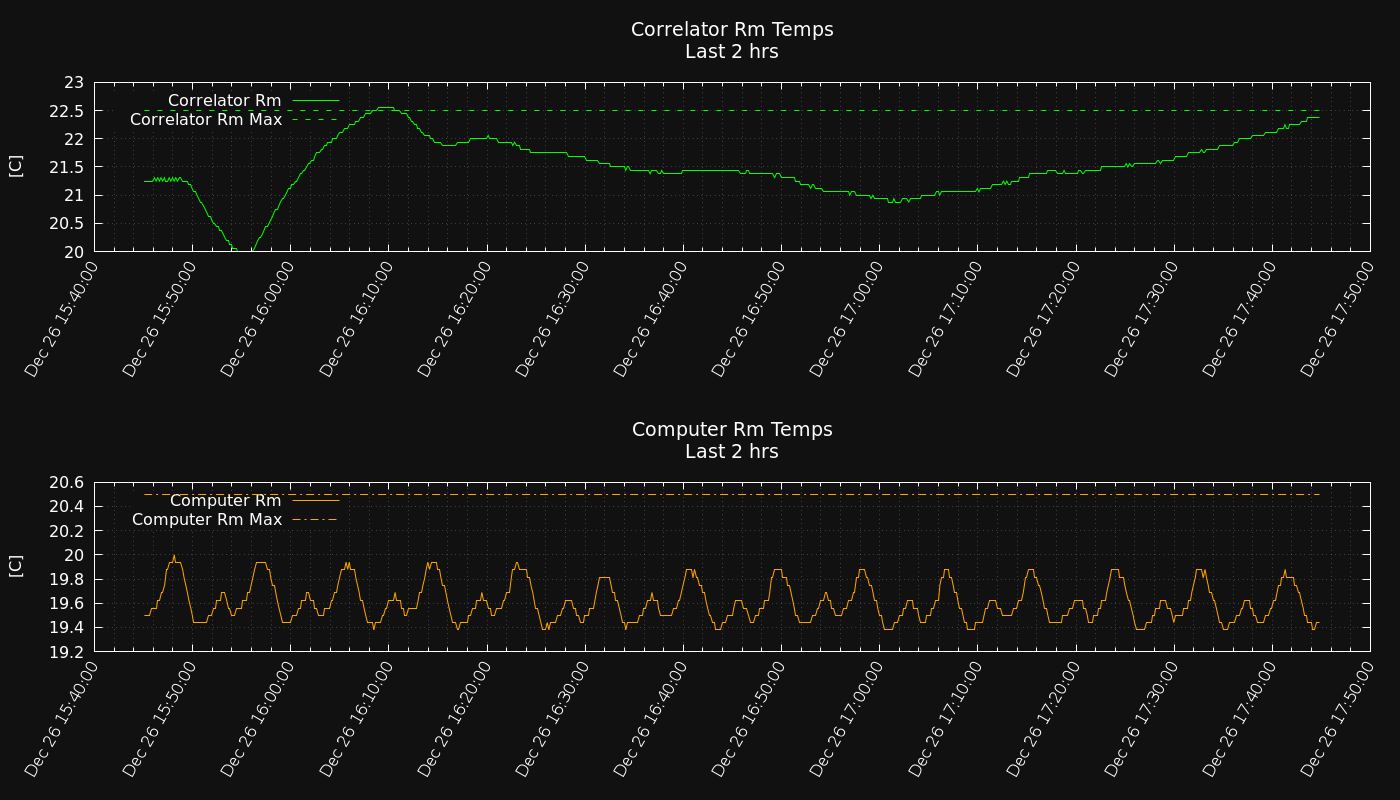 Correlator Rm Temps
Last 2 hrs
23
22.5
22
21.5
21
20.5
20
[C]
Correlator Rm
Correlator Rm Max
Dec 26 15:40:00
Dec 26 15:50:00
Dec 26 16:00:00
Dec 26 16:10:00
Dec 26 16:20:00
Dec 26 16:30:00
Dec 26 16:40:00
Dec 26 16:50:00
Dec 26 17:00:00
Dec 26 17:10:00
Dec 26 17:20:00
Dec 26 17:30:00
Dec 26 17:40:00
Dec 26 17:50:00
Computer Rm Temps
Last 2 hrs
20.6
20.4
20.2
20
19.8
19.6
19.4
19.2
[C]
Computer Rm
Computer Rm Max
Dec 26 15:40:00
Dec 26 15:50:00
Dec 26 16:00:00
Dec 26 16:10:00
Dec 26 16:20:00
Dec 26 16:30:00
Dec 26 16:40:00
Dec 26 16:50:00
Dec 26 17:00:00
Dec 26 17:10:00
Dec 26 17:20:00
Dec 26 17:30:00
Dec 26 17:40:00
Dec 26 17:50:00